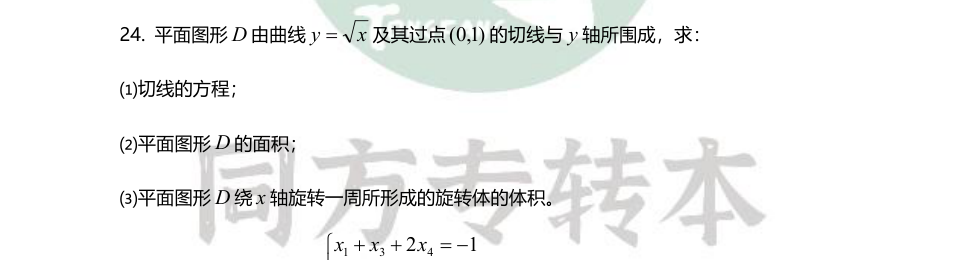 24. 平面图形 D 由曲线 y = √x 及其过点 (0,1) 的切线与 y 轴所围成，求：
⑴切线的方程；
⑵平面图形 D 的面积；
⑶平面图形 D 绕 x 轴旋转一周所形成的旋转体的体积。
同方专转本
x₁ + x₃ + 2x₄ = −1